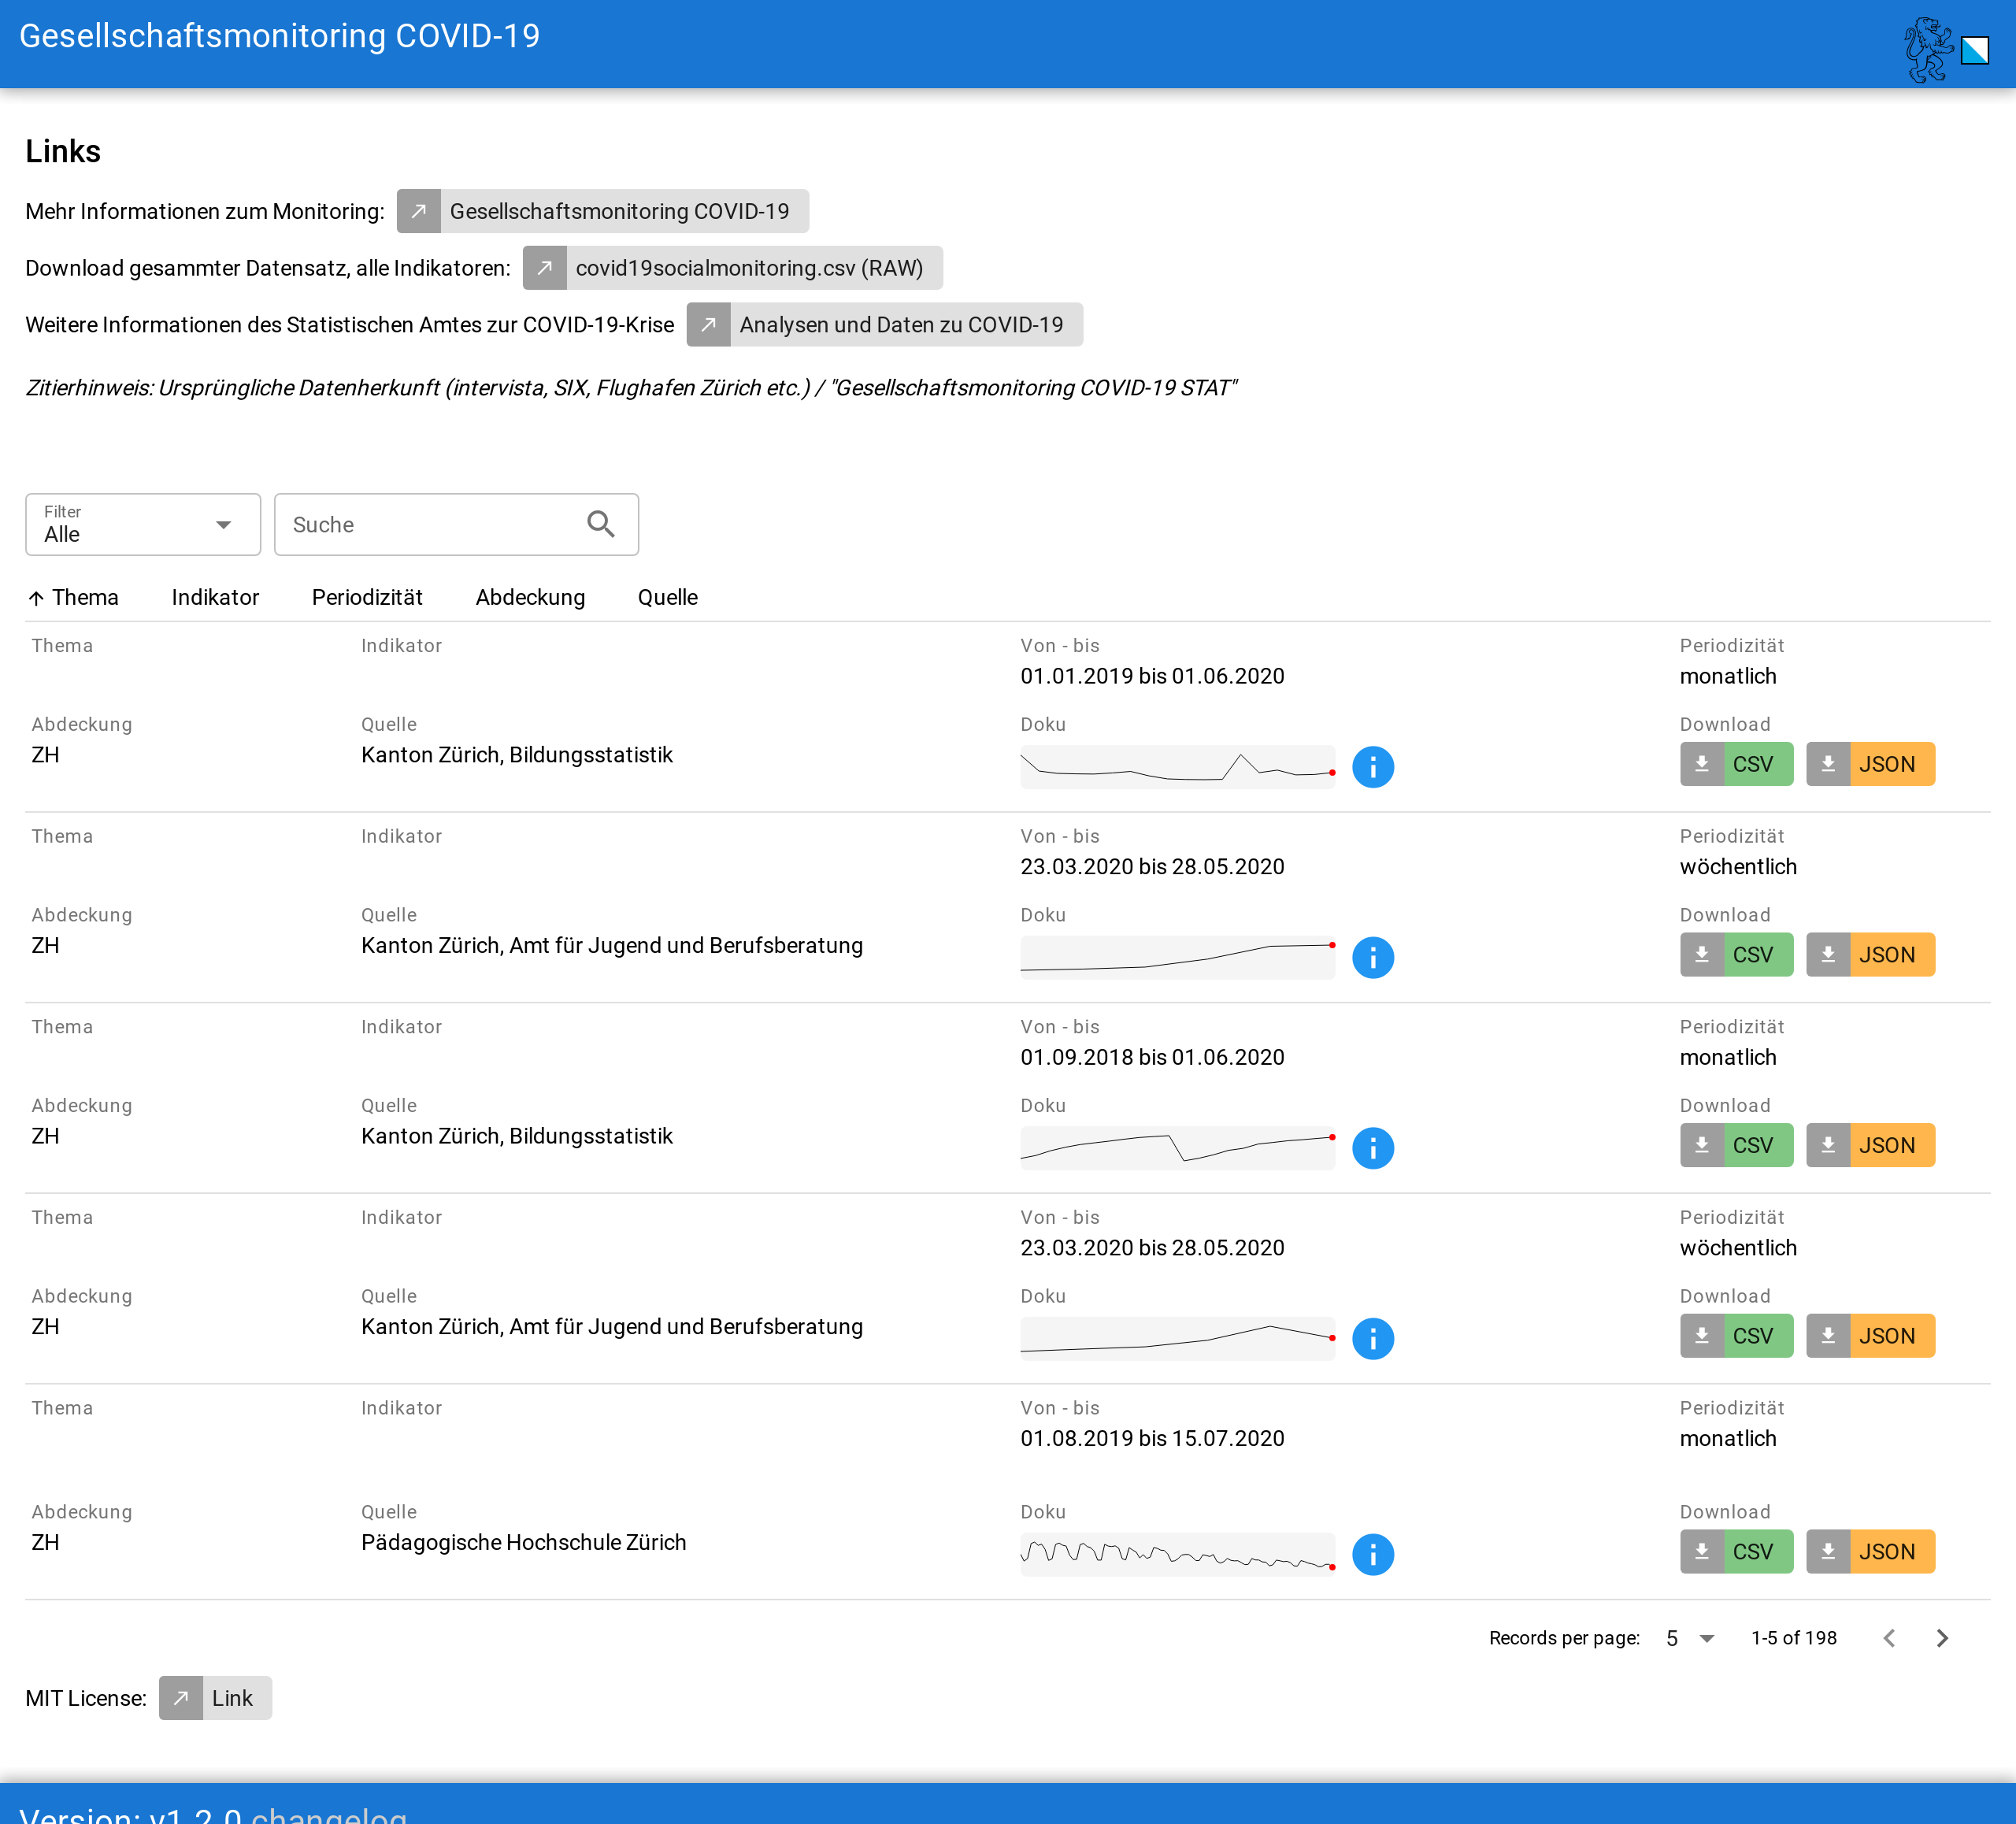 Gesellschaftsmonitoring COVID-19
Links
Mehr Informationen zum Monitoring: Gesellschaftsmonitoring COVID-19
Download gesammter Datensatz, alle Indikatoren: covid19socialmonitoring.csv (RAW)
Weitere Informationen des Statistischen Amtes zur COVID-19-Krise Analysen und Daten zu COVID-19
Zitierhinweis: Ursprüngliche Datenherkunft (intervista, SIX, Flughafen Zürich etc.) / "Gesellschaftsmonitoring COVID-19 STAT"
Filter
Alle
Suche
Thema Indikator Periodizität Abdeckung Quelle
Thema Indikator Von - bis Periodizität
01.01.2019 bis 01.06.2020 monatlich
Abdeckung Quelle Doku Download
ZH Kanton Zürich, Bildungsstatistik CSV JSON
Thema Indikator Von - bis Periodizität
23.03.2020 bis 28.05.2020 wöchentlich
Abdeckung Quelle Doku Download
ZH Kanton Zürich, Amt für Jugend und Berufsberatung CSV JSON
Thema Indikator Von - bis Periodizität
01.09.2018 bis 01.06.2020 monatlich
Abdeckung Quelle Doku Download
ZH Kanton Zürich, Bildungsstatistik CSV JSON
Thema Indikator Von - bis Periodizität
23.03.2020 bis 28.05.2020 wöchentlich
Abdeckung Quelle Doku Download
ZH Kanton Zürich, Amt für Jugend und Berufsberatung CSV JSON
Thema Indikator Von - bis Periodizität
01.08.2019 bis 15.07.2020 monatlich
Abdeckung Quelle Doku Download
ZH Pädagogische Hochschule Zürich CSV JSON
Records per page: 5 1-5 of 198
MIT License: Link
Version: v1.2.0 changelog